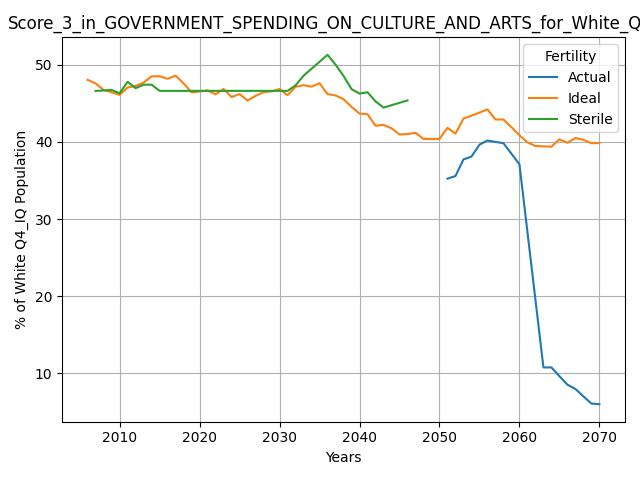 Score_3_in_GOVERNMENT_SPENDING_ON_CULTURE_AND_ARTS_for_White_Q
Fertility
Actual
Ideal
Sterile
% of White Q4_IQ Population
50
40
30
20
10
2010 2020 2030 2040 2050 2060 2070
Years